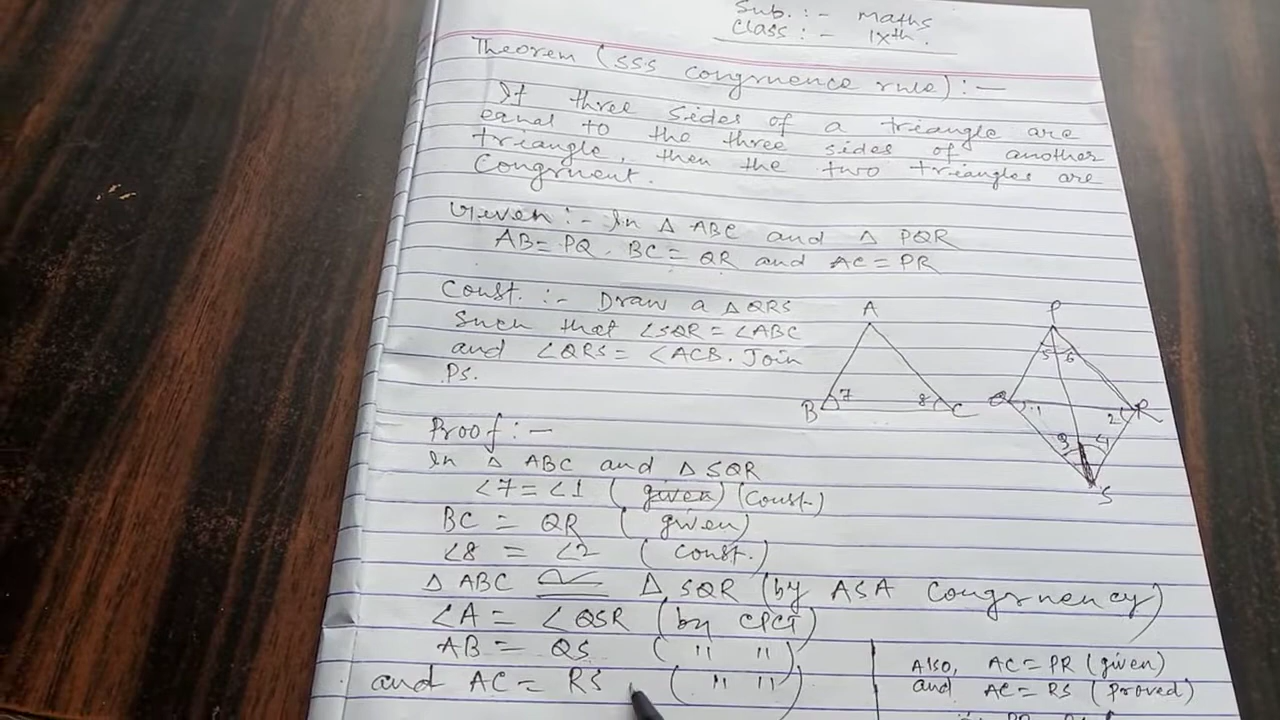 Sub. :- Maths
Class :- IXth.
Theorem (SSS congruence rule) :-
If three sides of a triangle are
equal to the three sides of another
triangle, then the two triangles are
Congruent.
Given :- In Δ ABC and Δ PQR
AB = PQ, BC = QR and AC = PR
Const. :- Draw a Δ QRS
Such that ∠SQR = ∠ABC
and ∠QRS = ∠ACB. Join
PS.
A
B 7 8 C
P
5 6
Q 1 2 R
3 4
S
Proof :-
In Δ ABC and Δ SQR
∠7 = ∠1 (given) (Const.)
BC = QR (given)
∠8 = ∠2 (Const.)
Δ ABC ≅ Δ SQR (by ASA Congruency)
∠A = ∠QSR (by CPCT)
AB = QS ( " " )
and AC = RS ( " " )
Also, AC = PR (given)
and AC = RS (proved)